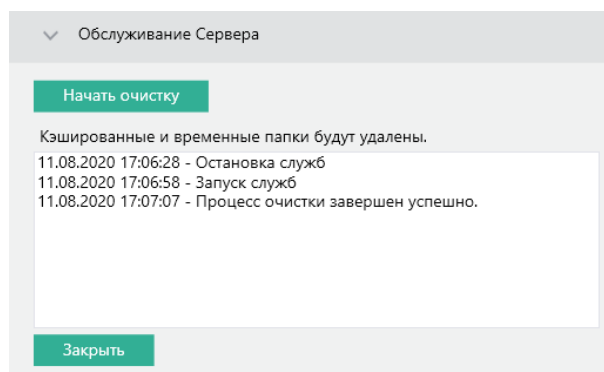 Обслуживание Сервера
Начать очистку
Кэшированные и временные папки будут удалены.
11.08.2020 17:06:28 - Остановка служб
11.08.2020 17:06:58 - Запуск служб
11.08.2020 17:07:07 - Процесс очистки завершен успешно.
Закрыть